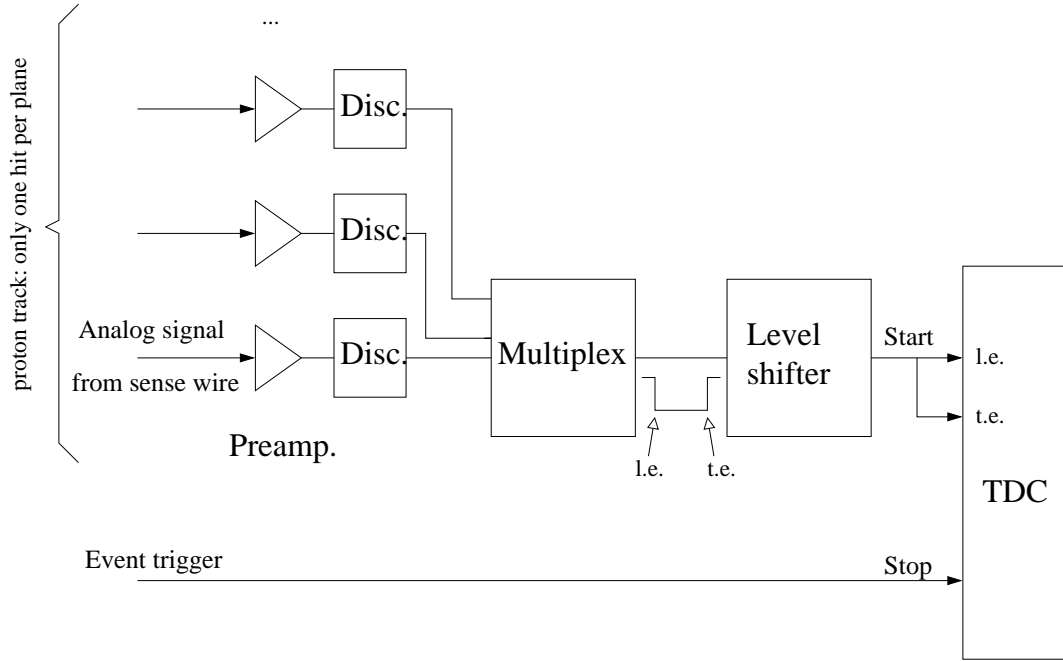 ...
proton track: only one hit per plane
Disc.
Disc.
Analog signal
from sense wire
Disc.
Preamp.
Multiplex
l.e.
t.e.
Level
shifter
Start
l.e.
t.e.
TDC
Event trigger
Stop